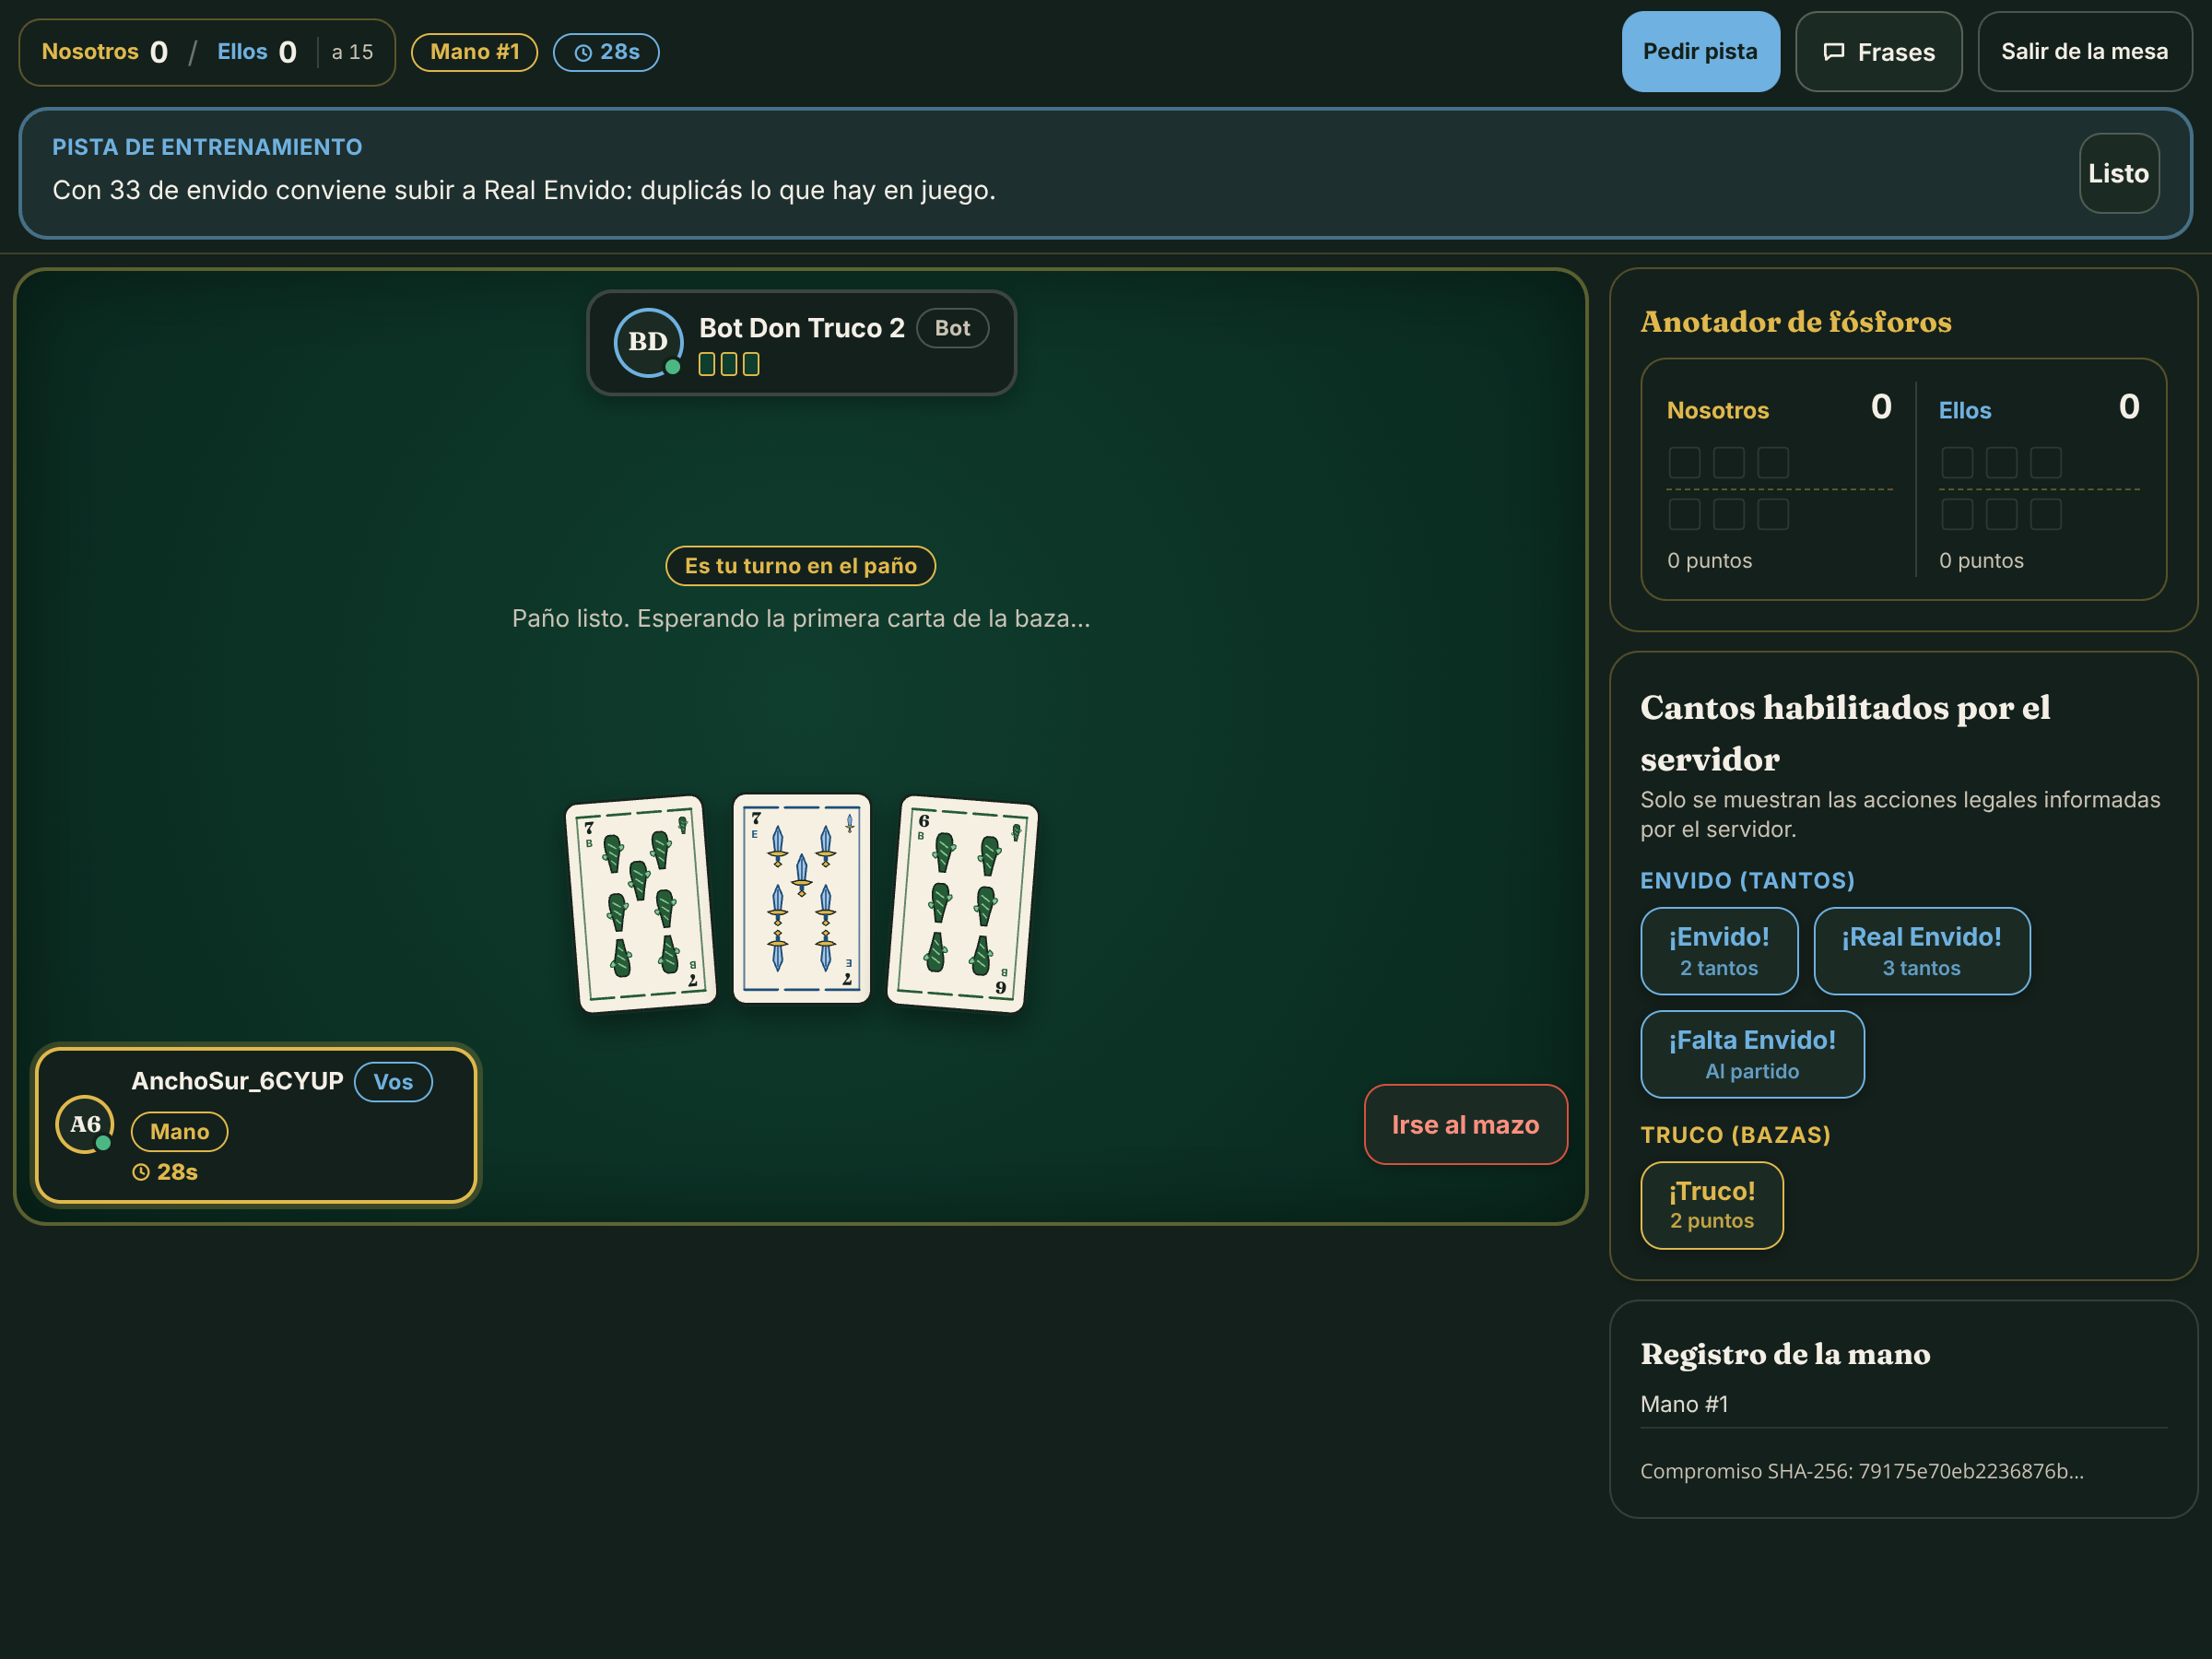 Nosotros 0 / Ellos 0 a 15
Mano #1
28s
Pedir pista
Frases
Salir de la mesa
PISTA DE ENTRENAMIENTO
Con 33 de envido conviene subir a Real Envido: duplicás lo que hay en juego.
Listo
BD
Bot Don Truco 2
Bot
Es tu turno en el paño
Paño listo. Esperando la primera carta de la baza...
7
B
7
B
7
E
7
E
6
B
6
B
A6
AnchoSur_6CYUP
Vos
Mano
28s
Irse al mazo
Anotador de fósforos
Nosotros 0
0 puntos
Ellos 0
0 puntos
Cantos habilitados por el
servidor
Solo se muestran las acciones legales informadas
por el servidor.
ENVIDO (TANTOS)
¡Envido!
2 tantos
¡Real Envido!
3 tantos
¡Falta Envido!
Al partido
TRUCO (BAZAS)
¡Truco!
2 puntos
Registro de la mano
Mano #1
Compromiso SHA-256: 79175e70eb2236876b...